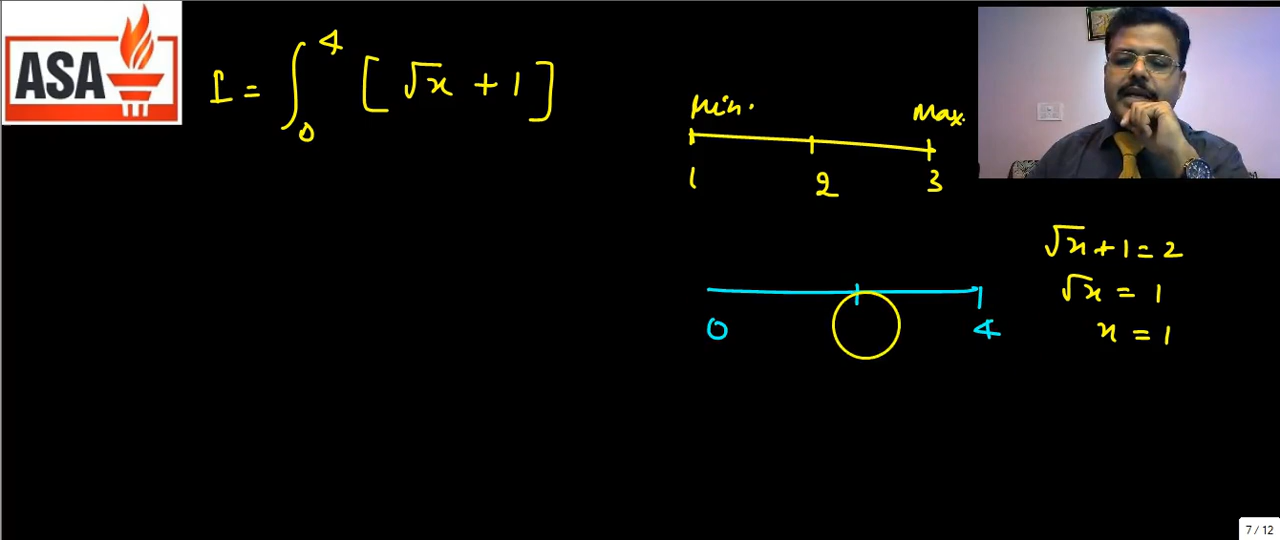 ASA
I = ∫₀⁴ [ √x + 1 ]
Min. Max.
1 2 3
√x + 1 = 2
√x = 1
x = 1
0 4
7 / 12